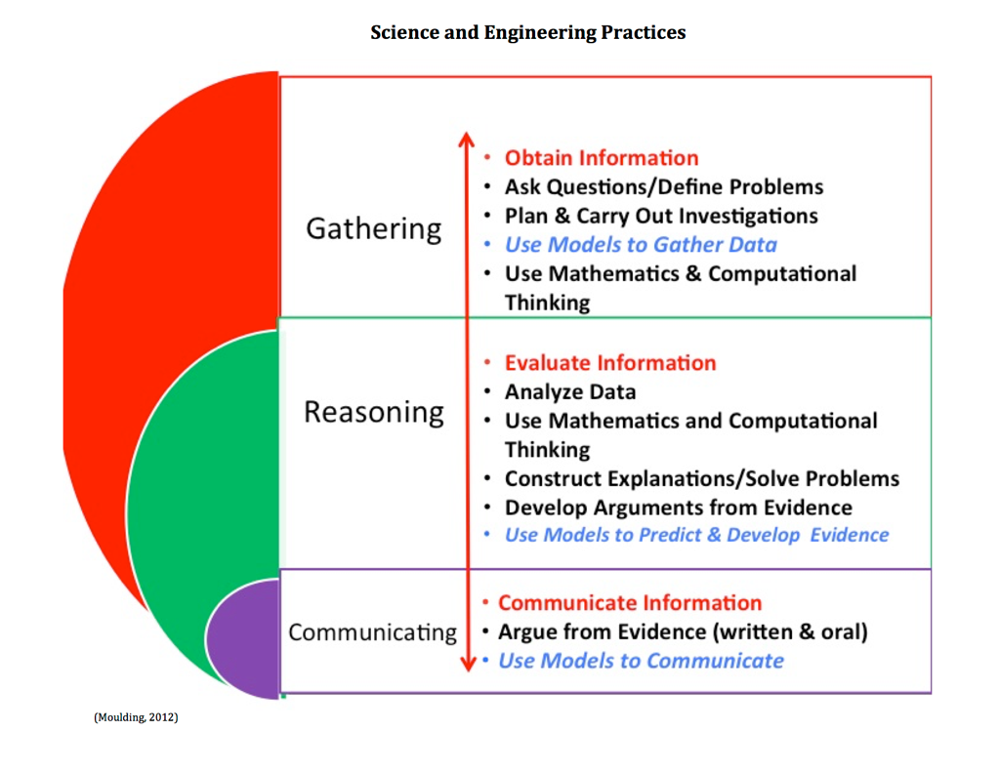 Science and Engineering Practices
Gathering
• Obtain Information
• Ask Questions/Define Problems
• Plan & Carry Out Investigations
• Use Models to Gather Data
• Use Mathematics & Computational
Thinking
Reasoning
• Evaluate Information
• Analyze Data
• Use Mathematics and Computational
Thinking
• Construct Explanations/Solve Problems
• Develop Arguments from Evidence
• Use Models to Predict & Develop Evidence
Communicating
• Communicate Information
• Argue from Evidence (written & oral)
• Use Models to Communicate
(Moulding, 2012)